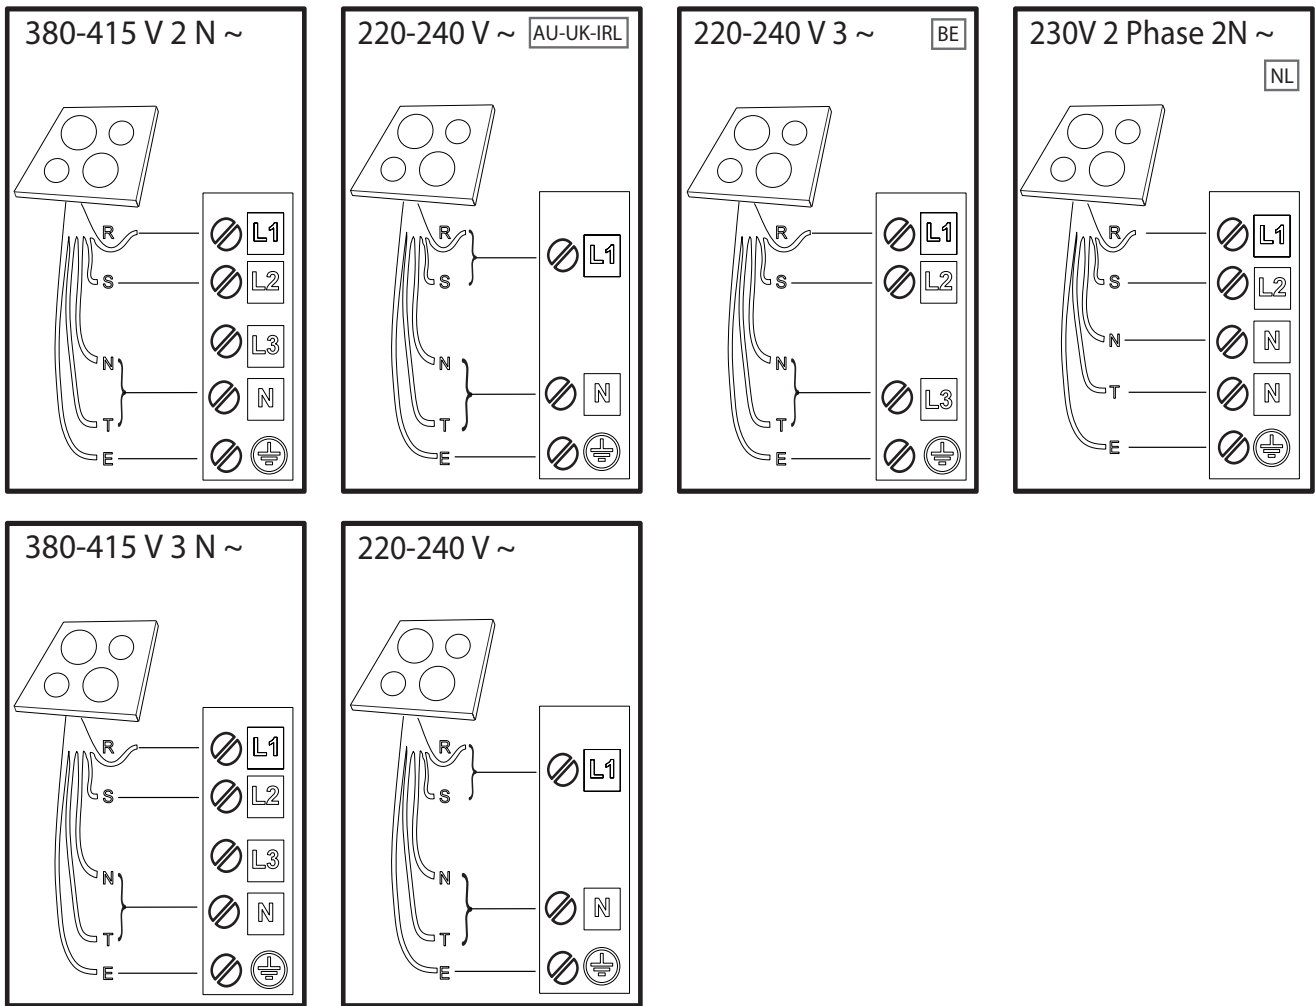 380-415 V 2 N ~
R L1
S L2
L3
N
N
T
E
220-240 V ~ AU-UK-IRL
R
L1
S
N
N
T
E
220-240 V 3 ~ BE
R L1
S L2
N
L3
T
E
230V 2 Phase 2N ~
NL
R L1
S L2
N N
T N
E
380-415 V 3 N ~
R L1
S L2
L3
N
N
T
E
220-240 V ~
R
L1
S
N
N
T
E